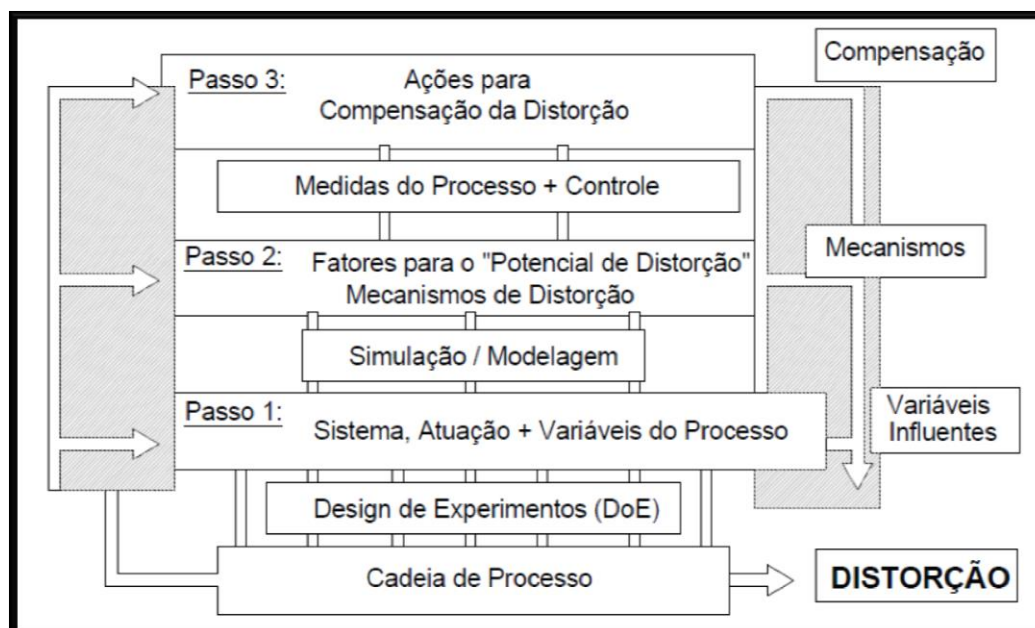 Compensação
Passo 3:
Ações para
Compensação da Distorção
Medidas do Processo + Controle
Mecanismos
Passo 2:
Fatores para o "Potencial de Distorção"
Mecanismos de Distorção
Simulação / Modelagem
Variáveis
Influentes
Passo 1:
Sistema, Atuação + Variáveis do Processo
Design de Experimentos (DoE)
Cadeia de Processo
DISTORÇÃO